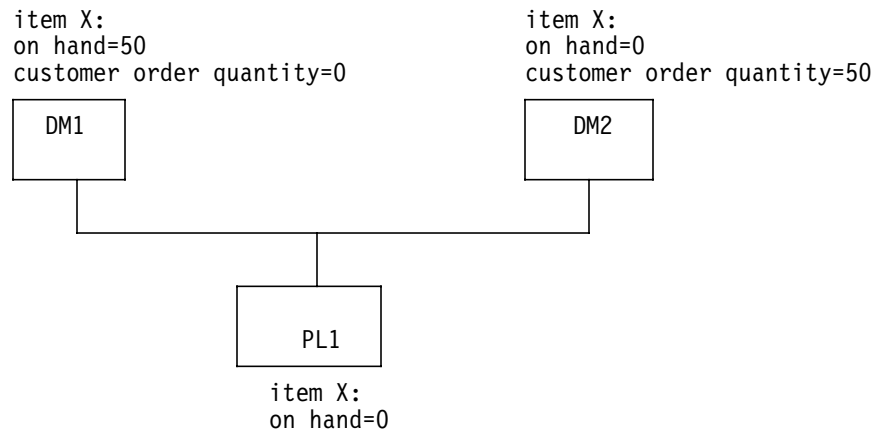 item X:
on hand=50
customer order quantity=0
item X:
on hand=0
customer order quantity=50
DM1
DM2
PL1
item X:
on hand=0